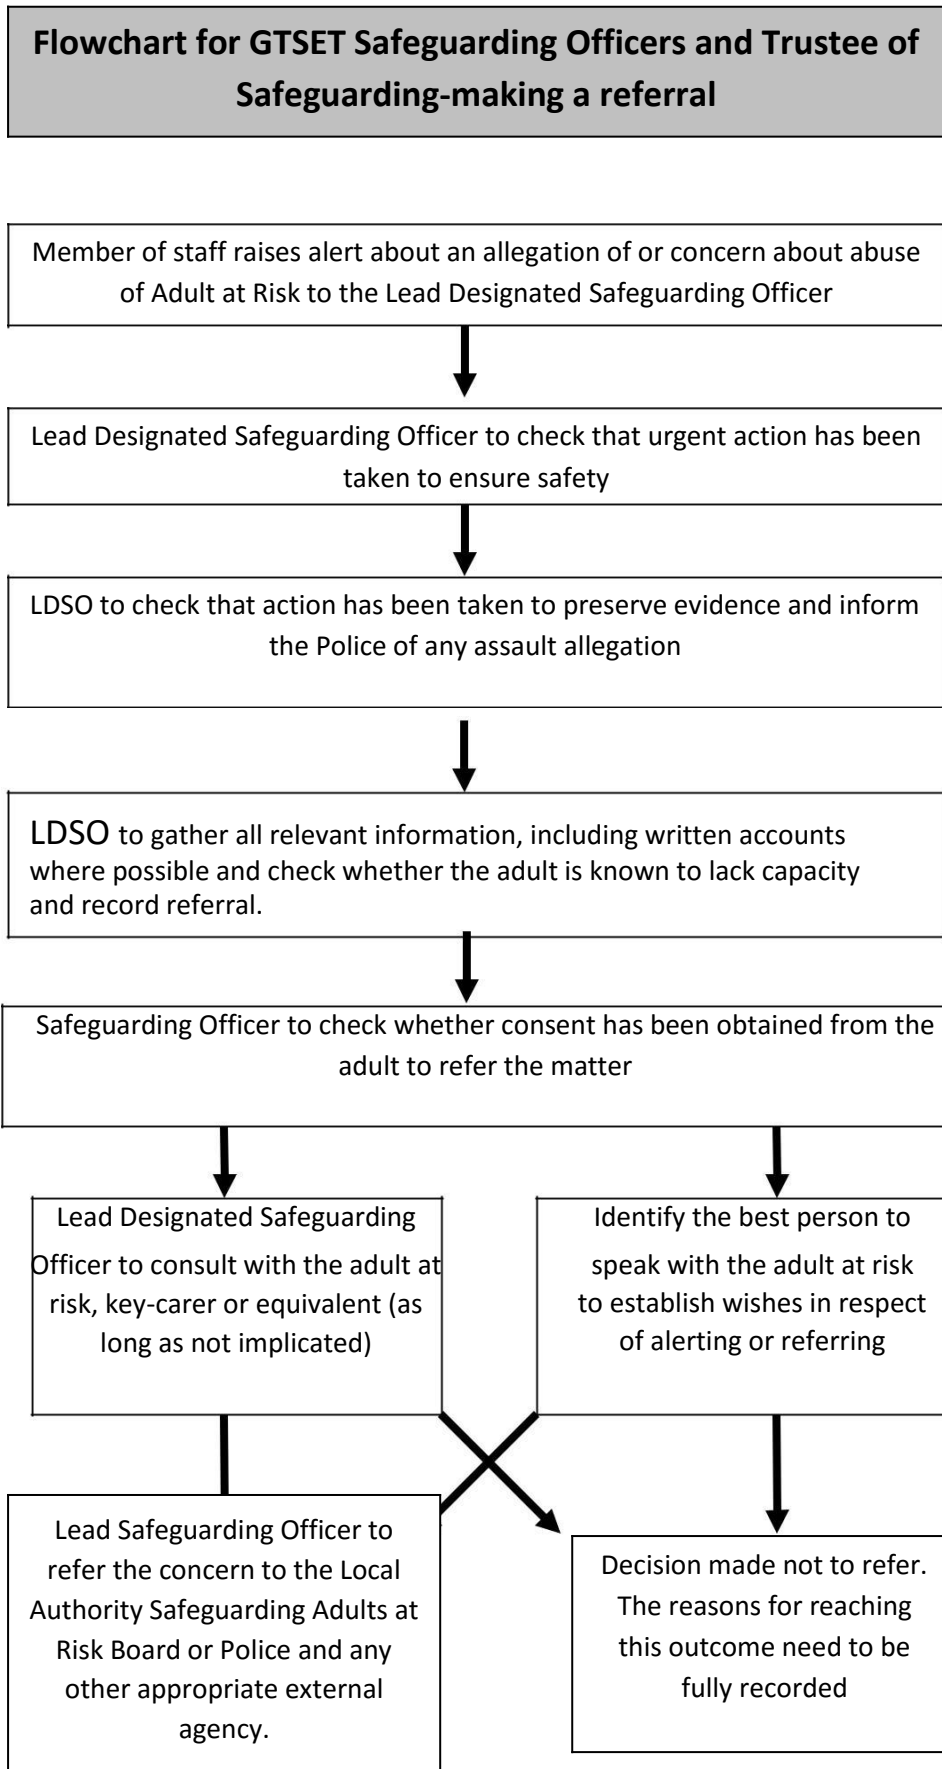 Flowchart for GTSET Safeguarding Officers and Trustee of
Safeguarding-making a referral
Member of staff raises alert about an allegation of or concern about abuse
of Adult at Risk to the Lead Designated Safeguarding Officer
Lead Designated Safeguarding Officer to check that urgent action has been
taken to ensure safety
LDSO to check that action has been taken to preserve evidence and inform
the Police of any assault allegation
LDSO to gather all relevant information, including written accounts
where possible and check whether the adult is known to lack capacity
and record referral.
Safeguarding Officer to check whether consent has been obtained from the
adult to refer the matter
Lead Designated Safeguarding
Officer to consult with the adult at
risk, key-carer or equivalent (as
long as not implicated)
Identify the best person to
speak with the adult at risk
to establish wishes in respect
of alerting or referring
Lead Safeguarding Officer to
refer the concern to the Local
Authority Safeguarding Adults at
Risk Board or Police and any
other appropriate external
agency.
Decision made not to refer.
The reasons for reaching
this outcome need to be
fully recorded